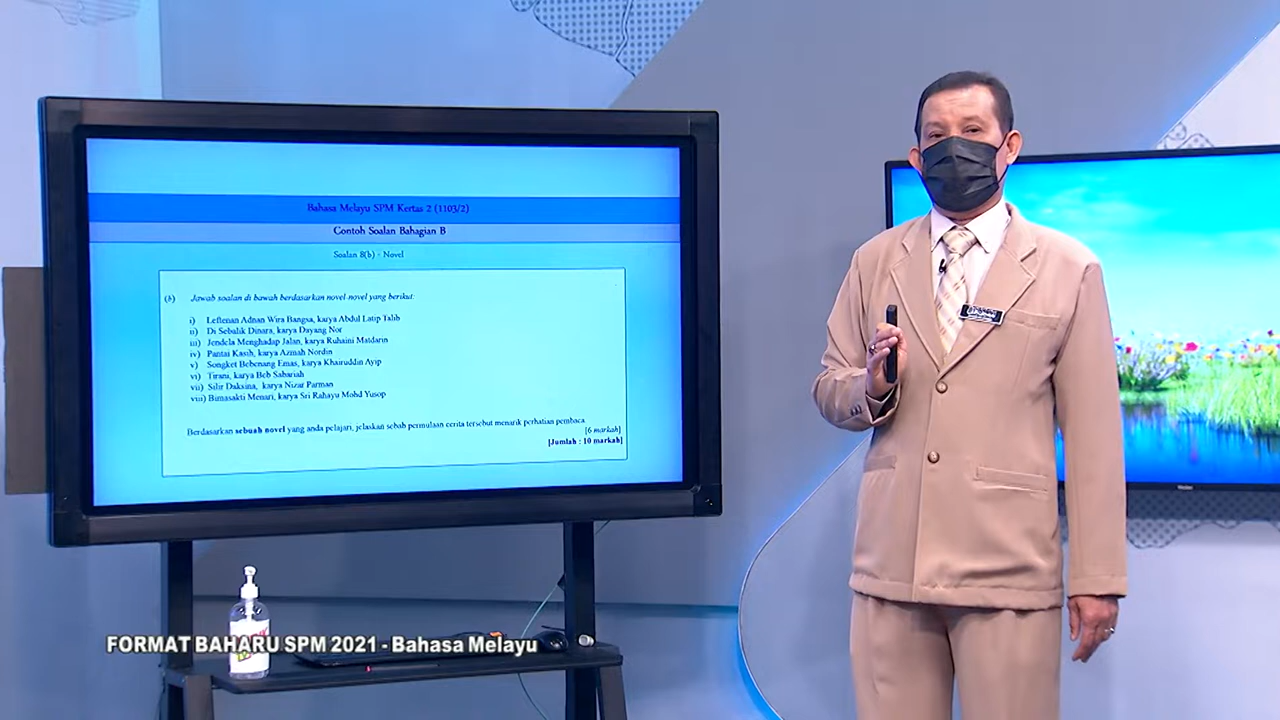 Bahasa Melayu SPM Kertas 2 (1103/2)
Contoh Soalan Bahagian B
Soalan 8(b) - Novel
(b) Jawab soalan di bawah berdasarkan novel-novel yang berikut:
i) Leftenan Adnan Wira Bangsa, karya Abdul Latip Talib
ii) Di Sebalik Dinara, karya Dayang Nor
iii) Jendela Menghadap Jalan, karya Ruhaini Matdarin
iv) Pantai Kasih, karya Azmah Nordin
v) Songket Bebenang Emas, karya Khairuddin Ayip
vi) Tirani, karya Beb Sabariah
vii) Silir Daksina, karya Nizar Parman
viii) Bimasakti Menari, karya Sri Rahayu Mohd Yusop
Berdasarkan sebuah novel yang anda pelajari, jelaskan sebab permulaan cerita tersebut menarik perhatian pembaca.
[6 markah]
[Jumlah : 10 markah]
FORMAT BAHARU SPM 2021 - Bahasa Melayu